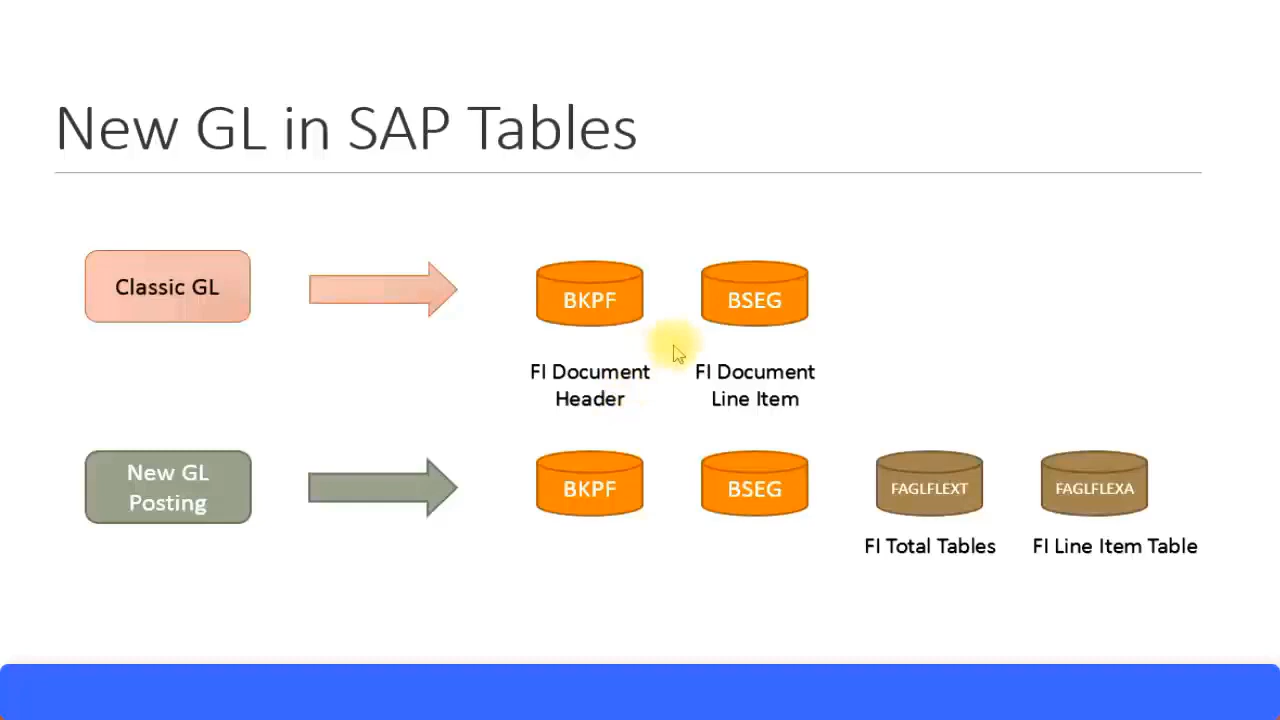 New GL in SAP Tables
Classic GL
BKPF
BSEG
FI Document
Header
FI Document
Line Item
New GL
Posting
BKPF
BSEG
FAGLFLEXT
FAGLFLEXA
FI Total Tables
FI Line Item Table